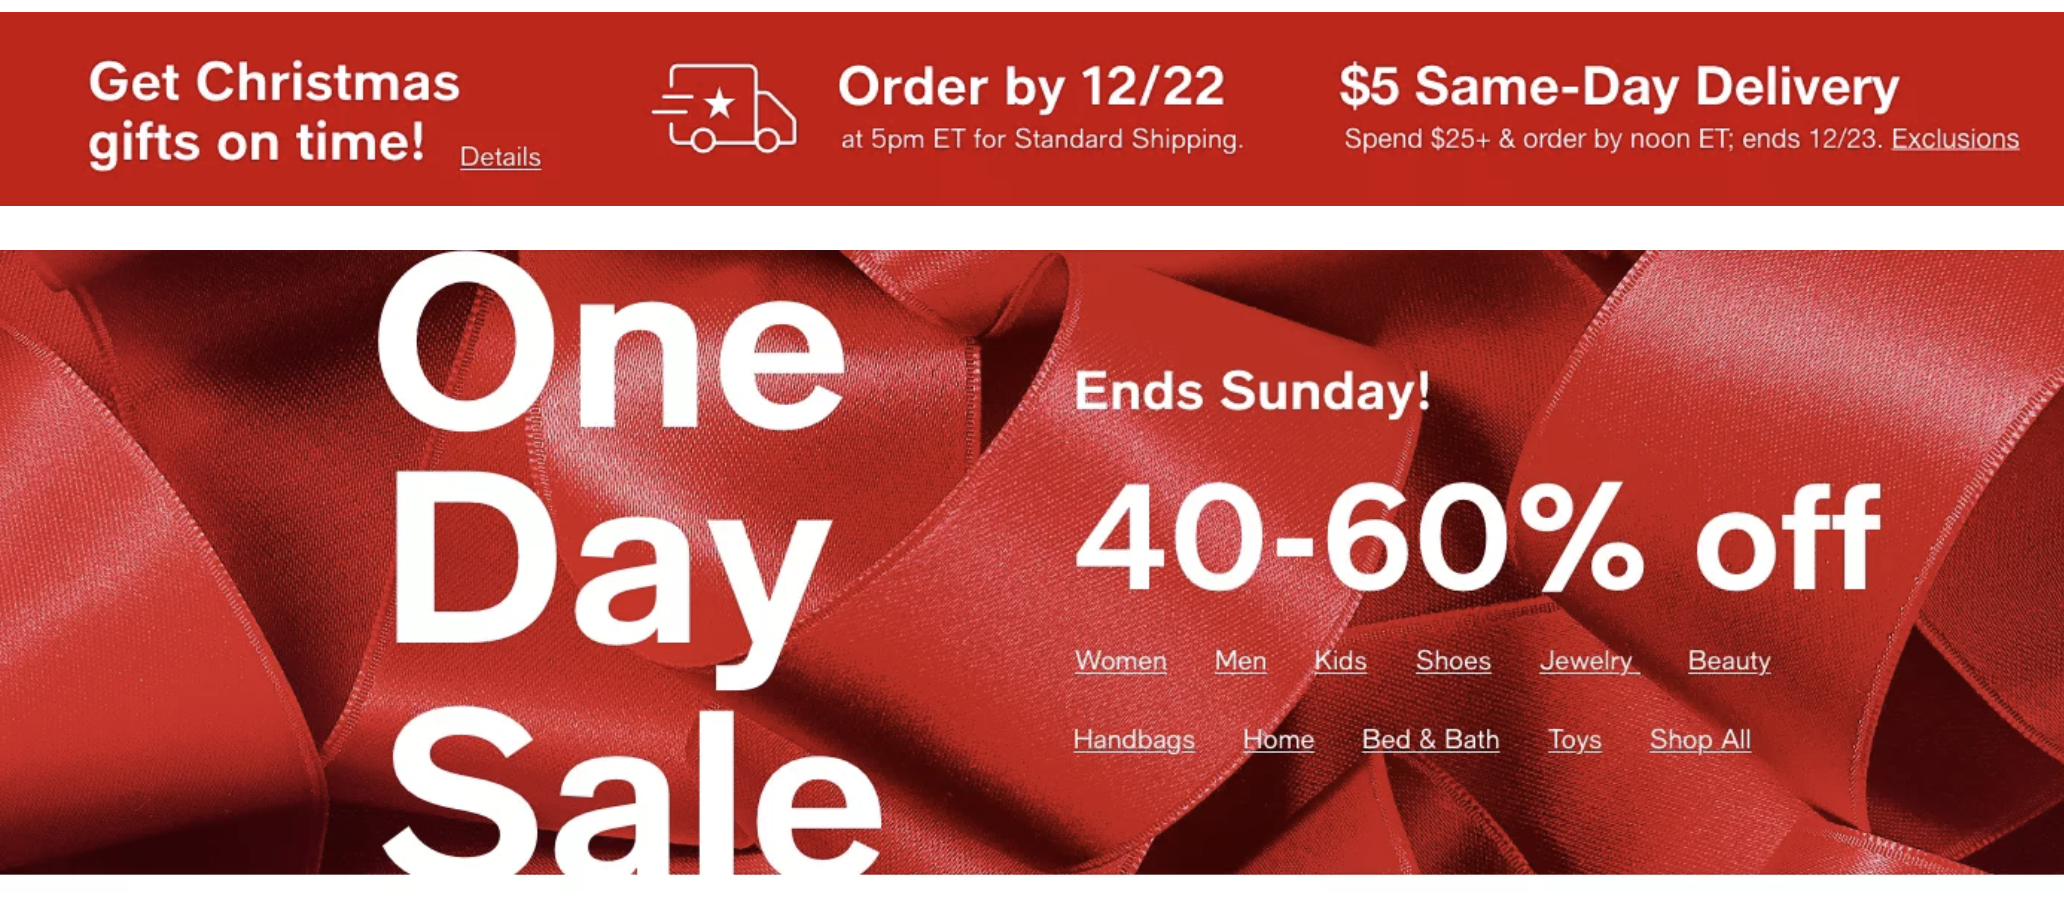 Get Christmas
gifts on time! Details
Order by 12/22
at 5pm ET for Standard Shipping.
$5 Same-Day Delivery
Spend $25+ & order by noon ET; ends 12/23. Exclusions
One
Day
Sale
Ends Sunday!
40-60% off
Women Men Kids Shoes Jewelry Beauty
Handbags Home Bed & Bath Toys Shop All